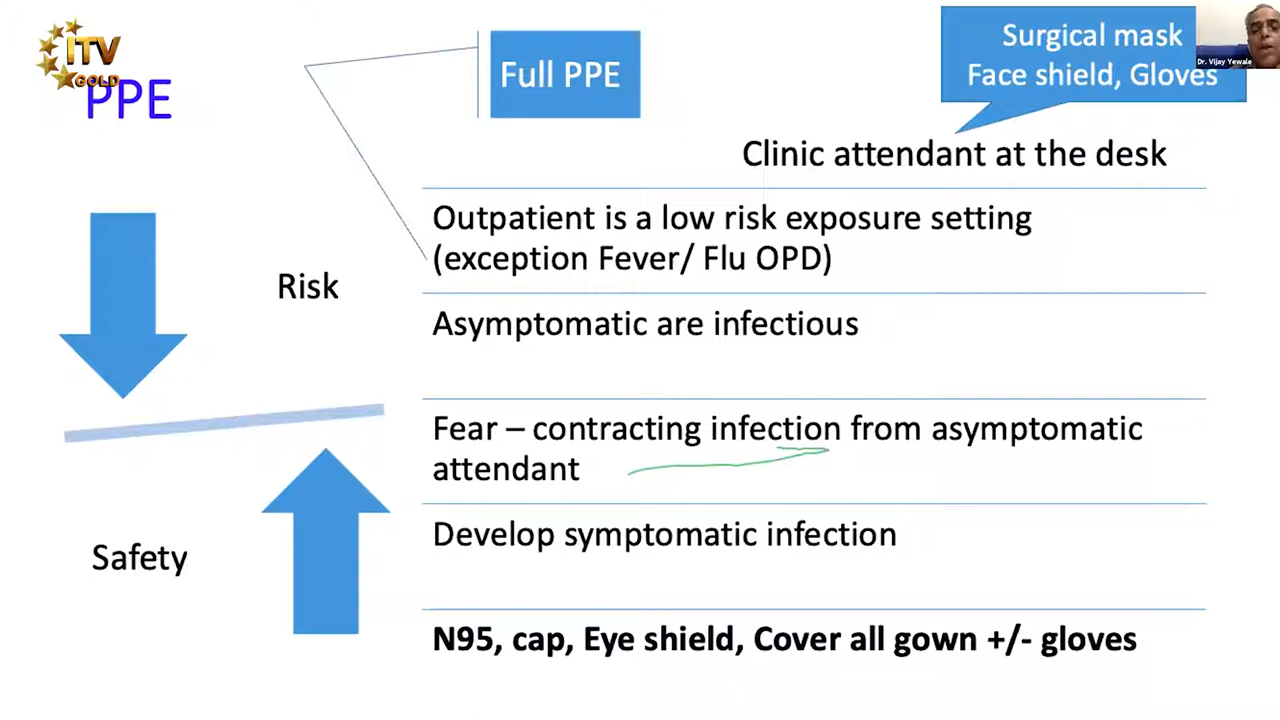 ITV
GOLD
PPE
Full PPE
Surgical mask
Face shield, Gloves
Dr. Vijay Yewale
Clinic attendant at the desk
Outpatient is a low risk exposure setting
(exception Fever/ Flu OPD)
Risk
Asymptomatic are infectious
Fear – contracting infection from asymptomatic
attendant
Develop symptomatic infection
Safety
N95, cap, Eye shield, Cover all gown +/- gloves